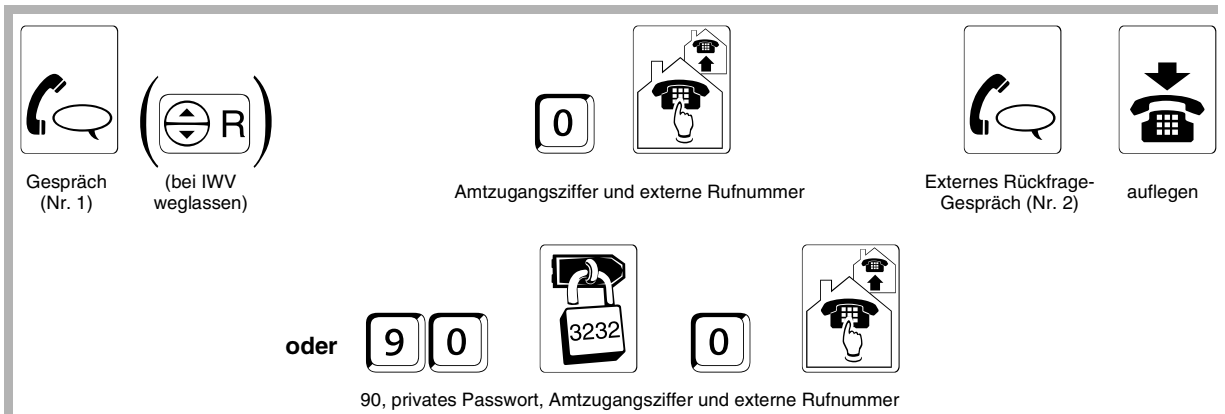 R
0
Gespräch
(Nr. 1)
(bei IWV
weglassen)
Amtzugangsziffer und externe Rufnummer
Externes Rückfrage-
Gespräch (Nr. 2)
auflegen
oder 9 0 3232 0
90, privates Passwort, Amtzugangsziffer und externe Rufnummer